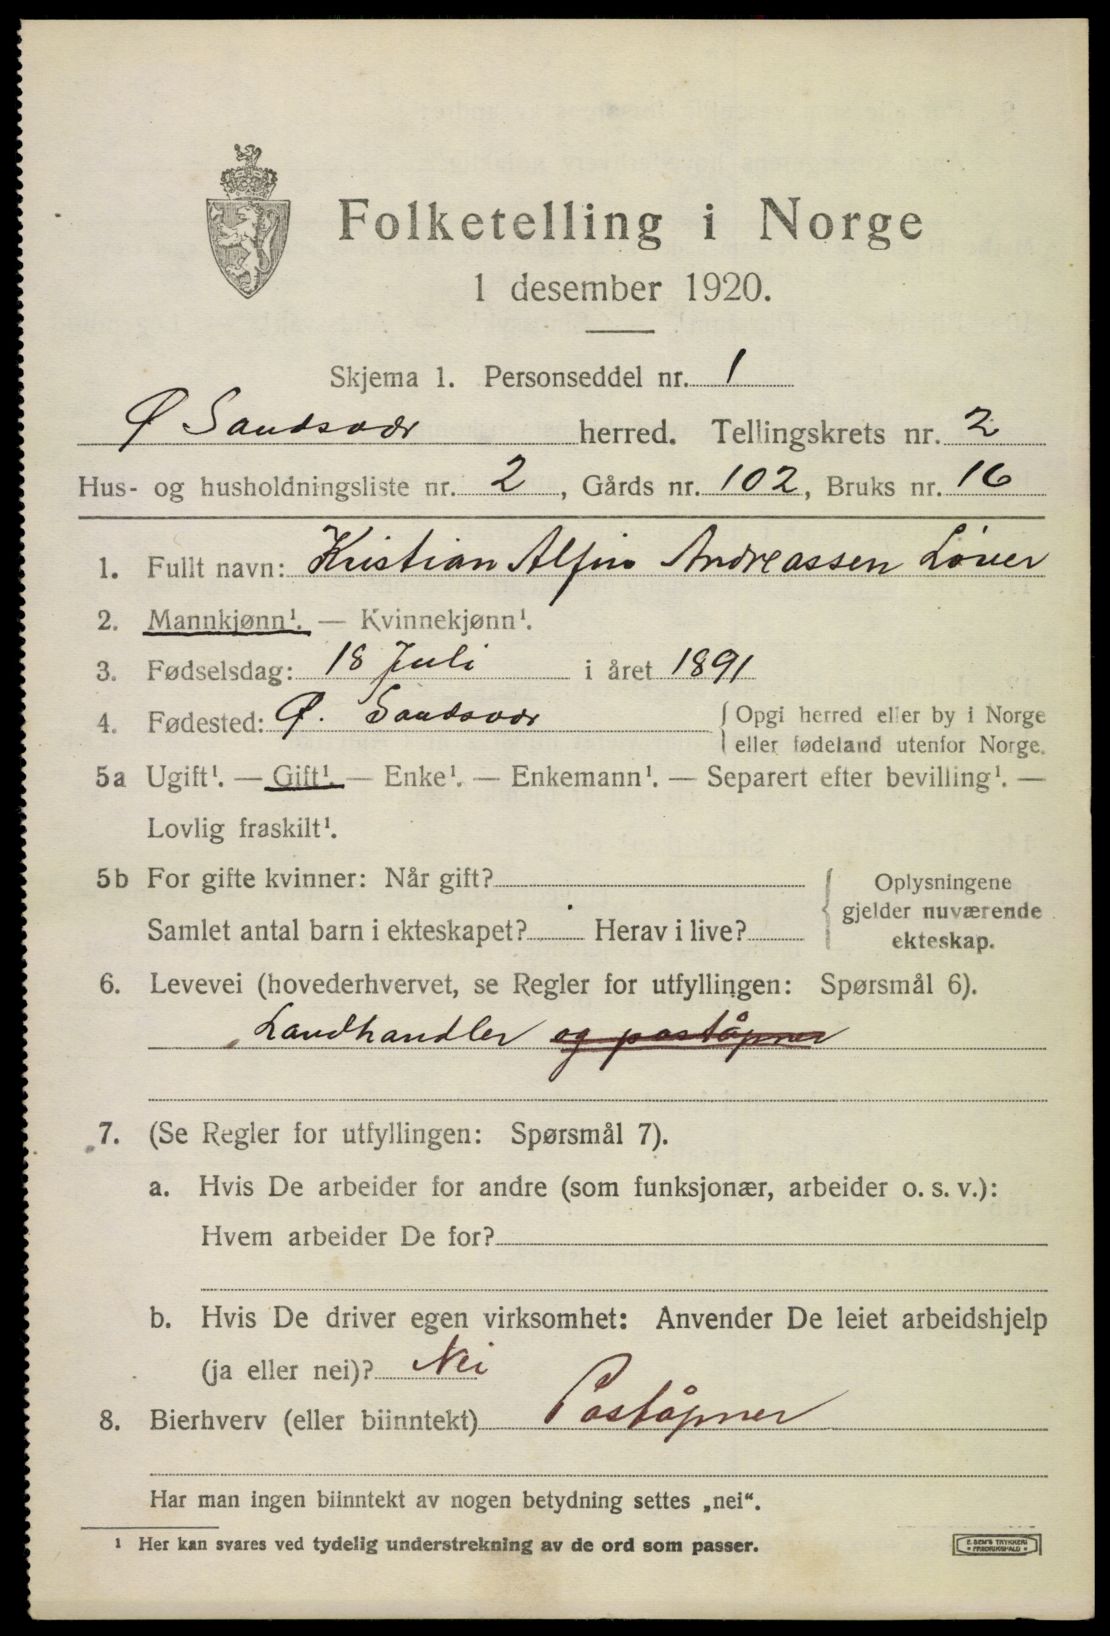 Folketelling i Norge
1 desember 1920.
Skjema 1. Personseddel nr. 1
Ø Sandsvær herred. Tellingskrets nr. 2
Hus- og husholdningsliste nr. 2, Gårds nr. 102, Bruks nr. 16
1. Fullt navn: Kristian Alfin Andreassen Löver
2. Mannkjønn¹. — Kvinnekjønn¹.
3. Fødselsdag: 18 Juli i året 1891
4. Fødested: Ø. Sandsvær { Opgi herred eller by i Norge
eller fødeland utenfor Norge.
5a Ugift¹. — Gift¹. — Enke¹. — Enkemann¹. — Separert efter bevilling¹. —
Lovlig fraskilt¹.
5b For gifte kvinner: Når gift? { Oplysningene
gjelder nuværende
Samlet antal barn i ekteskapet? Herav i live?
ekteskap.
6. Levevei (hovederhvervet, se Regler for utfyllingen: Spørsmål 6).
Landhandler og poståpner
7. (Se Regler for utfyllingen: Spørsmål 7).
a. Hvis De arbeider for andre (som funksjonær, arbeider o. s. v.):
Hvem arbeider De for?
b. Hvis De driver egen virksomhet: Anvender De leiet arbeidshjelp
(ja eller nei)? Nei
8. Bierhverv (eller biinntekt) Poståpner
Har man ingen biinntekt av nogen betydning settes „nei“.
¹ Her kan svares ved tydelig understrekning av de ord som passer.
E. SEM'S TRYKKERI
• FREDRIKSHALD •